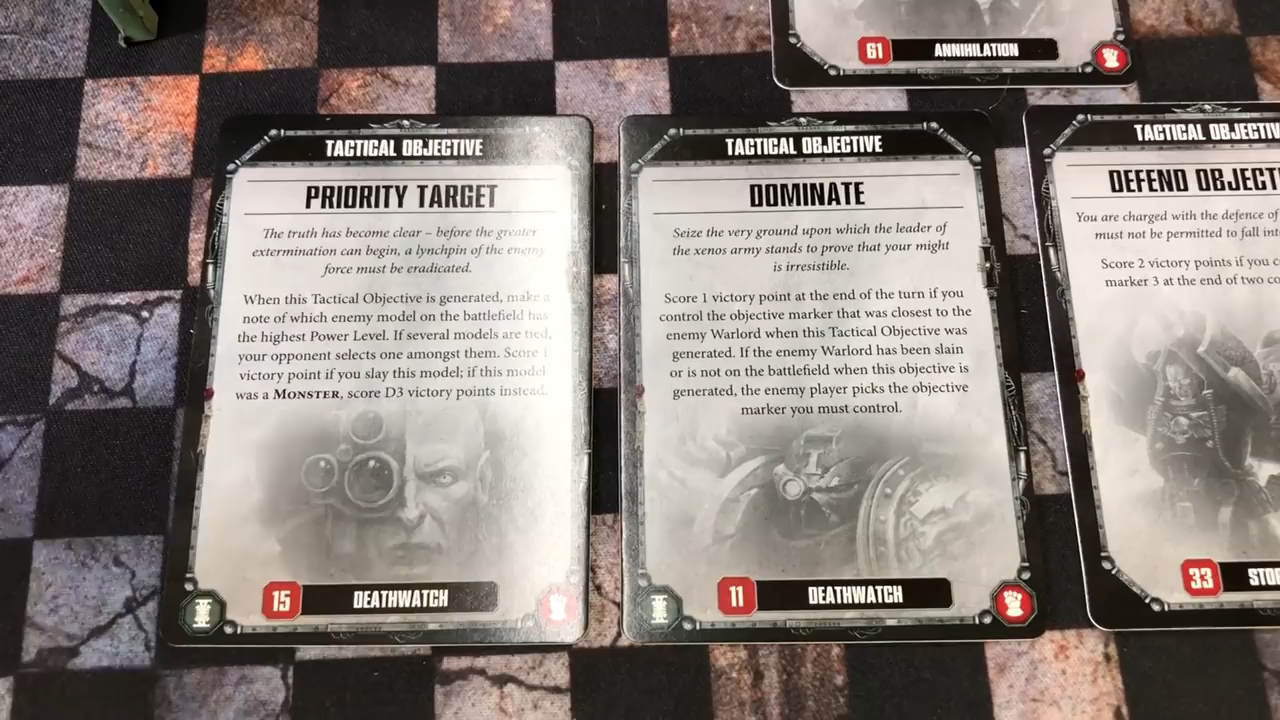 61
ANNIHILATION
TACTICAL OBJECTIVE
PRIORITY TARGET
The truth has become clear – before the greater
extermination can begin, a lynchpin of the enemy
force must be eradicated.
When this Tactical Objective is generated, make a
note of which enemy model on the battlefield has
the highest Power Level. If several models are tied,
your opponent selects one amongst them. Score 1
victory point if you slay this model; if this model
was a MONSTER, score D3 victory points instead.
15
DEATHWATCH
TACTICAL OBJECTIVE
DOMINATE
Seize the very ground upon which the leader of
the xenos army stands to prove that your might
is irresistible.
Score 1 victory point at the end of the turn if you
control the objective marker that was closest to the
enemy Warlord when this Tactical Objective was
generated. If the enemy Warlord has been slain
or is not on the battlefield when this objective is
generated, the enemy player picks the objective
marker you must control.
11
DEATHWATCH
TACTICAL OBJECTIV
DEFEND OBJECTI
You are charged with the defence of
must not be permitted to fall int
Score 2 victory points if you c
marker 3 at the end of two co
33
STO